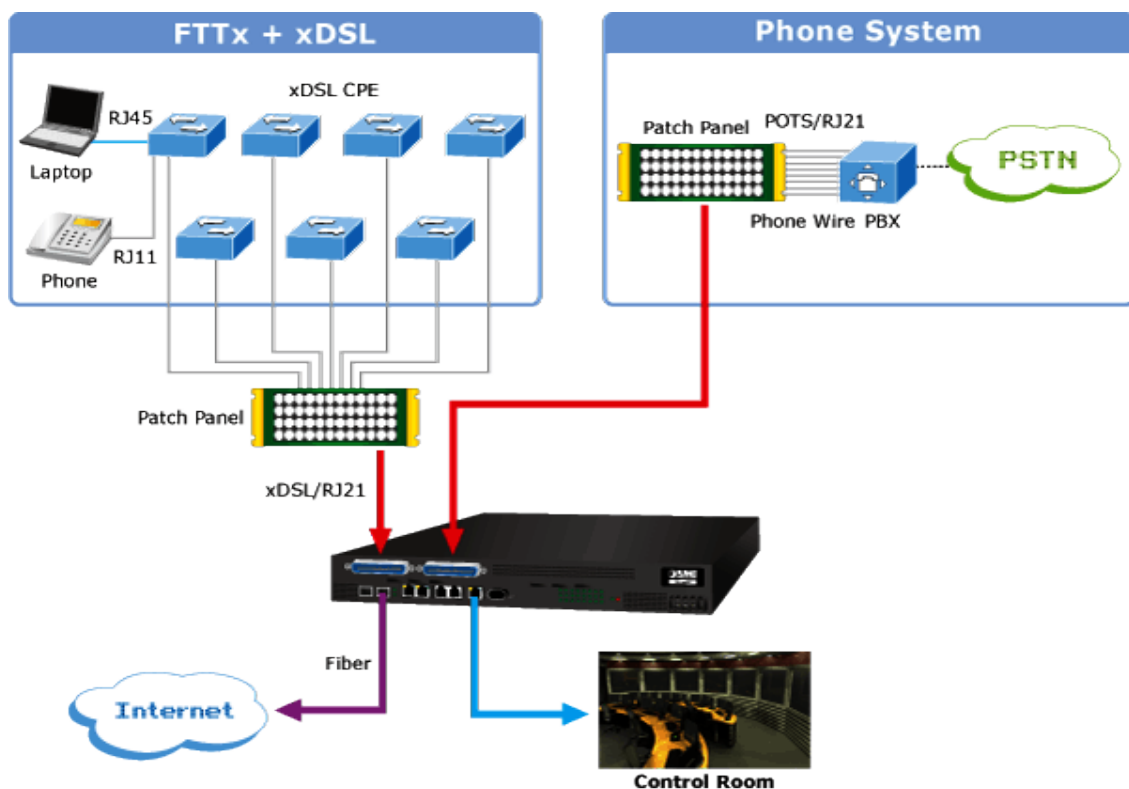 FTTx + xDSL
xDSL CPE
RJ45
Laptop
RJ11
Phone
Phone System
Patch Panel
POTS/RJ21
PSTN
Phone Wire PBX
Patch Panel
xDSL/RJ21
Fiber
Internet
Control Room